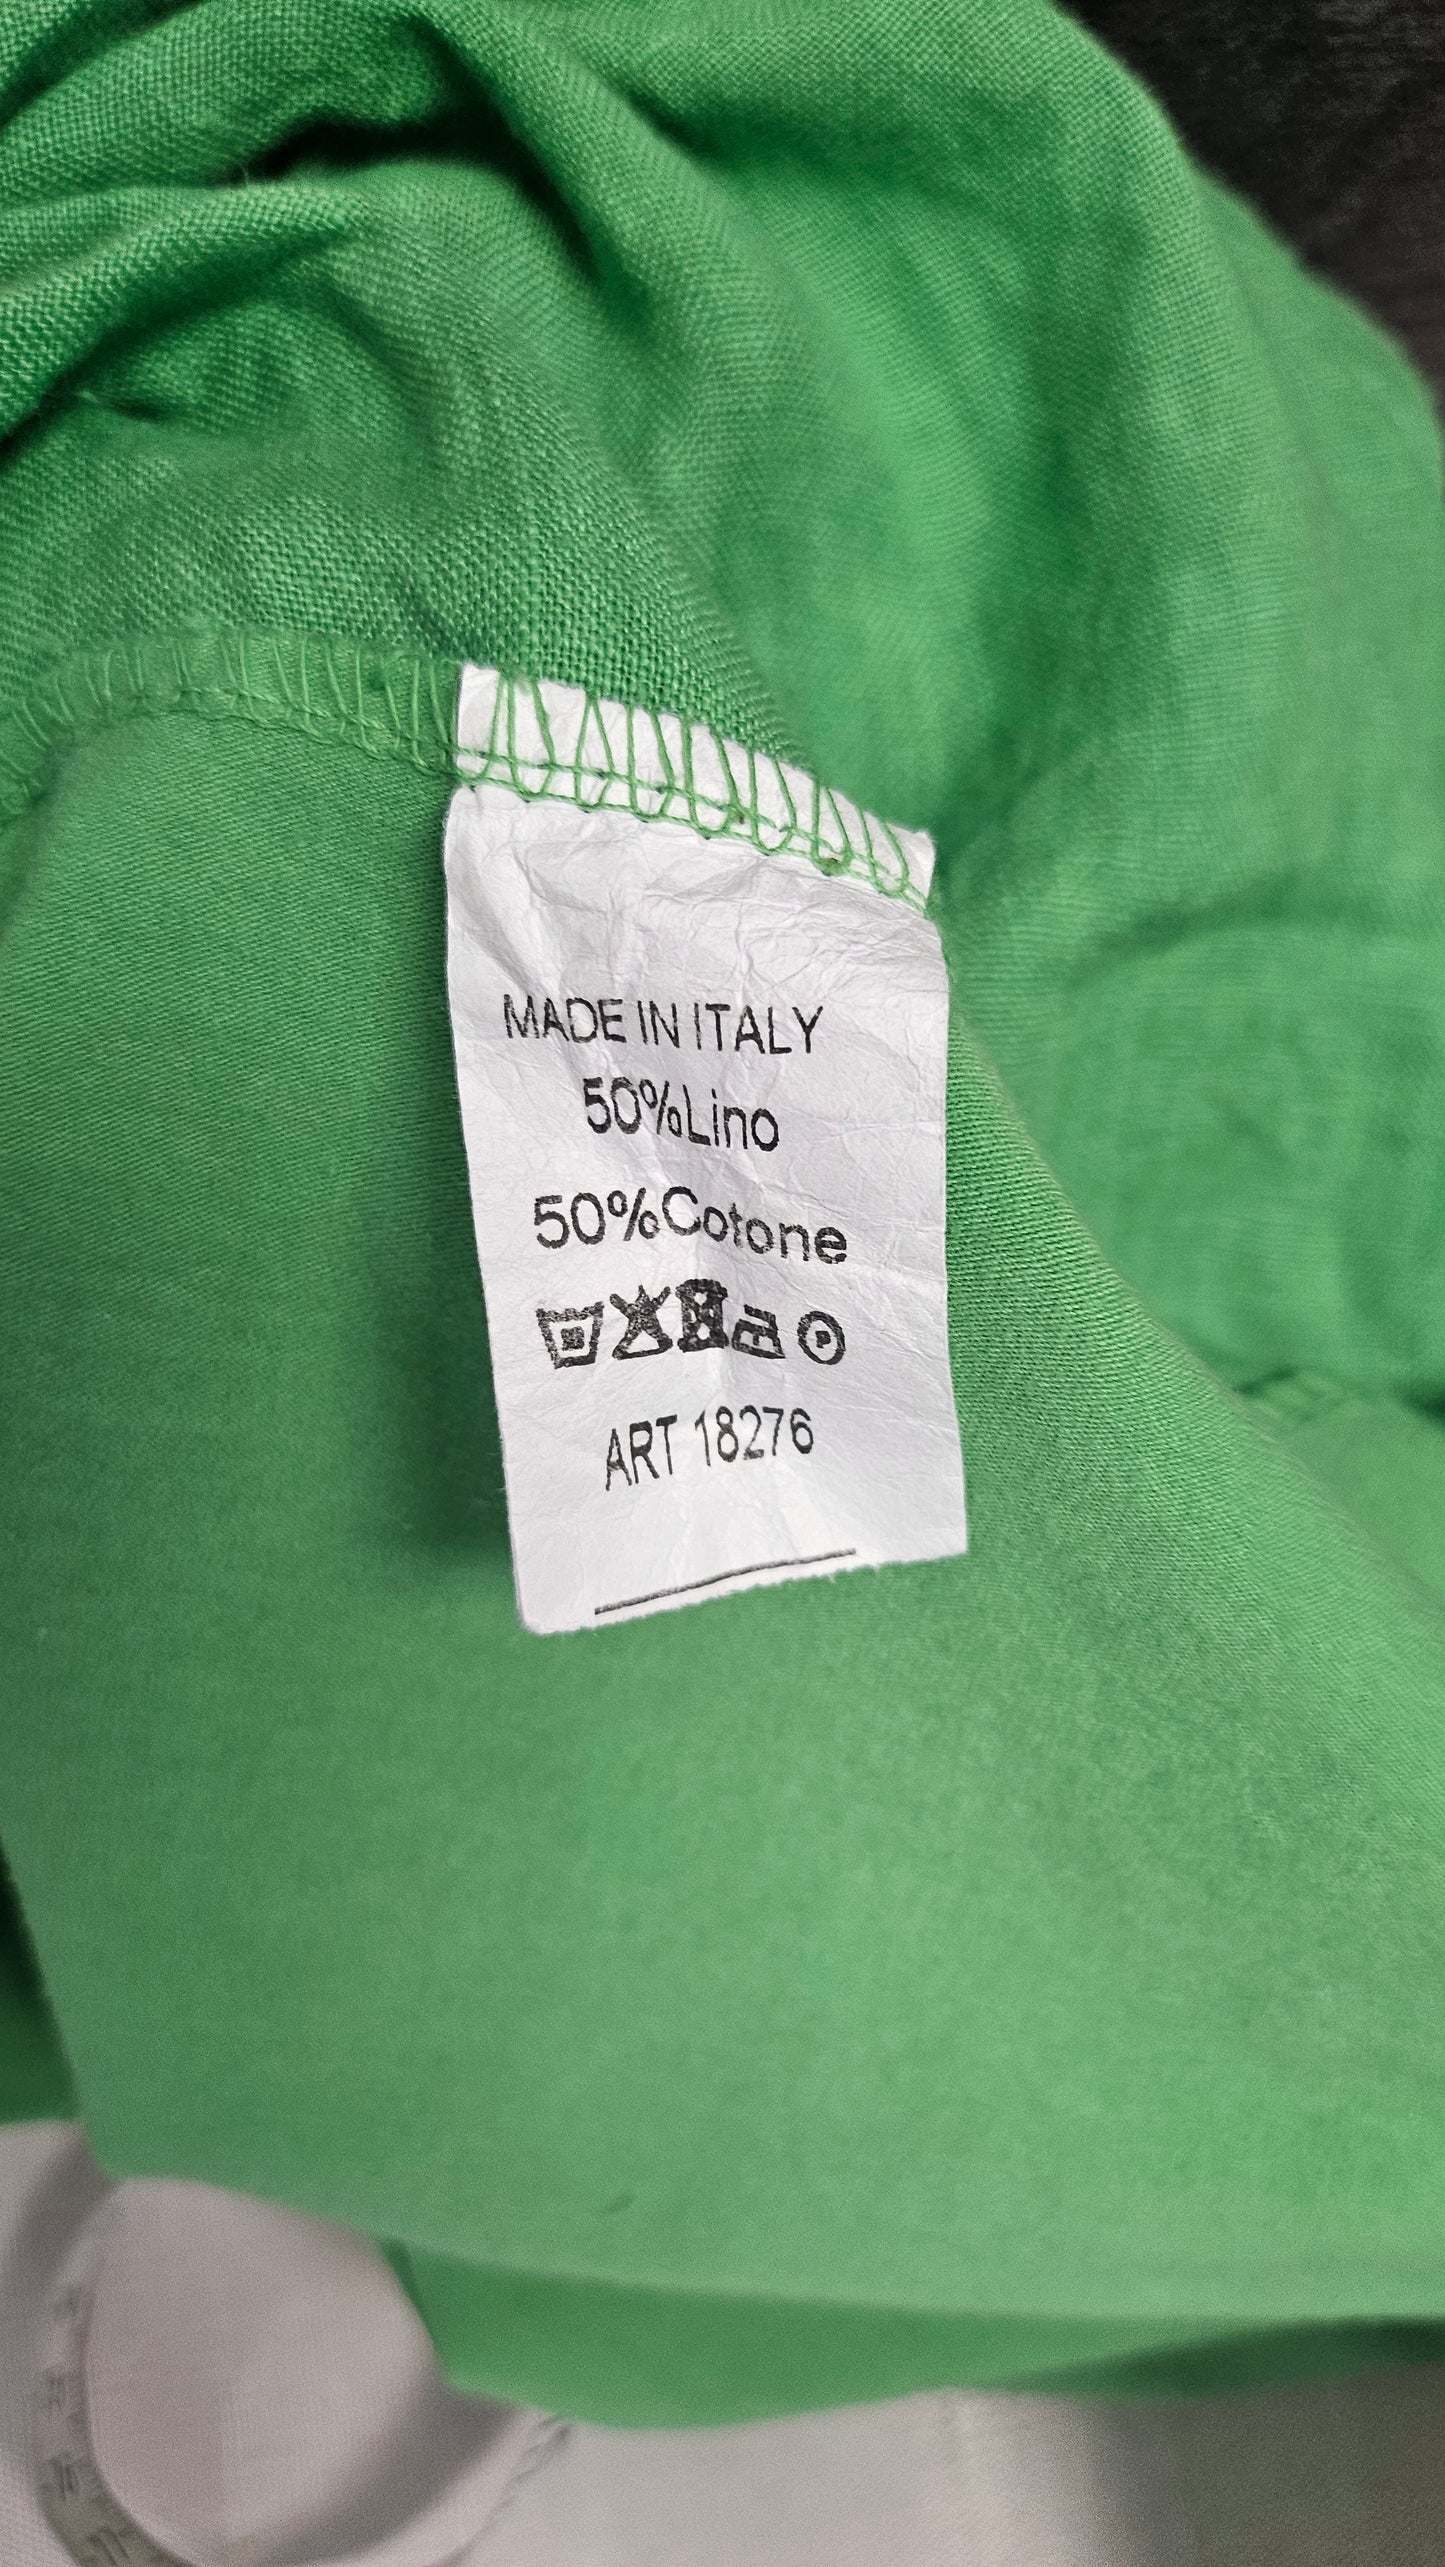 MADE IN ITALY
50%Lino
50%Cotone
P
ART 18276